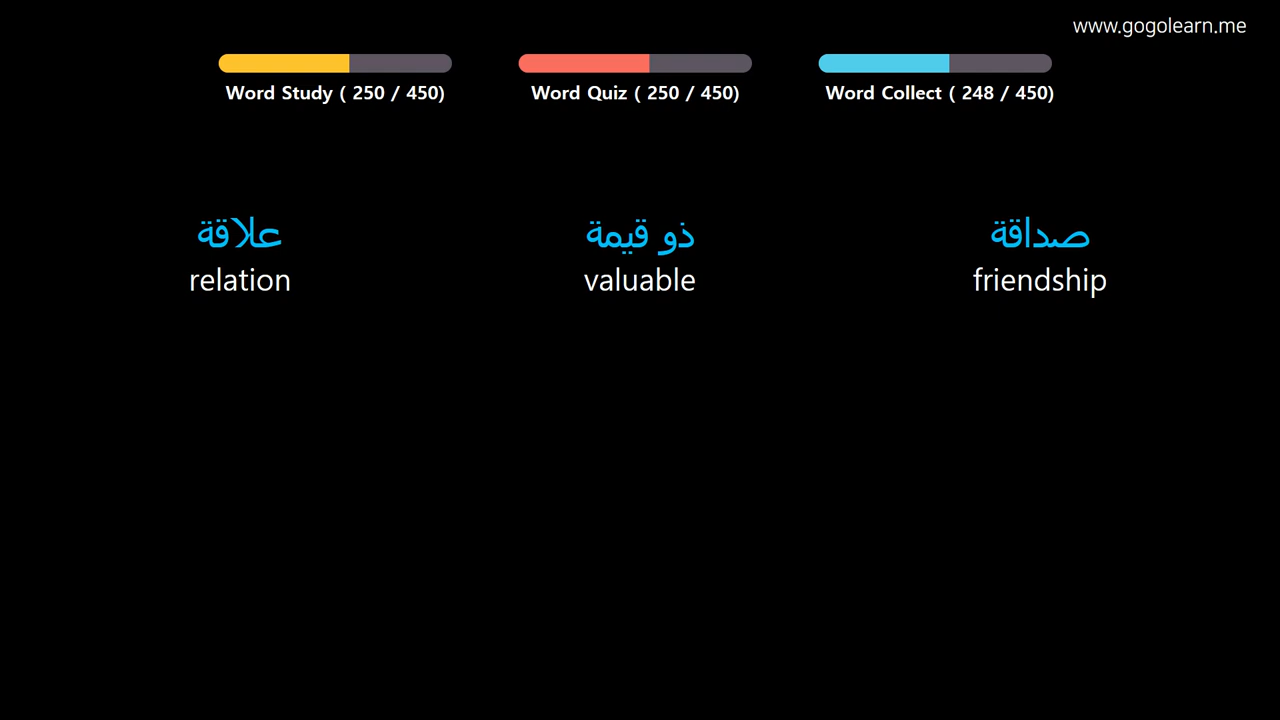 www.gogolearn.me
Word Study ( 250 / 450)
Word Quiz ( 250 / 450)
Word Collect ( 248 / 450)
علاقة
relation
ذو قيمة
valuable
صداقة
friendship